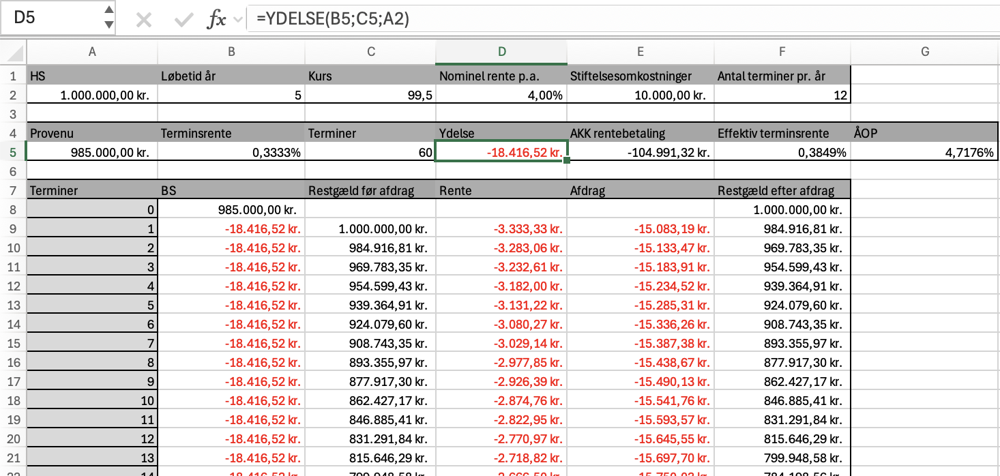 D5 fx =YDELSE(B5;C5;A2)
A B C D E F G
1 HS Løbetid år Kurs Nominel rente p.a. Stiftelsesomkostninger Antal terminer pr. år
2 1.000.000,00 kr. 5 99,5 4,00% 10.000,00 kr. 12
3
4 Provenu Terminsrente Terminer Ydelse AKK rentebetaling Effektiv terminsrente ÅOP
5 985.000,00 kr. 0,3333% 60 -18.416,52 kr. -104.991,32 kr. 0,3849% 4,7176%
6
7 Terminer BS Restgæld før afdrag Rente Afdrag Restgæld efter afdrag
8 0 985.000,00 kr. 1.000.000,00 kr.
9 1 -18.416,52 kr. 1.000.000,00 kr. -3.333,33 kr. -15.083,19 kr. 984.916,81 kr.
10 2 -18.416,52 kr. 984.916,81 kr. -3.283,06 kr. -15.133,47 kr. 969.783,35 kr.
11 3 -18.416,52 kr. 969.783,35 kr. -3.232,61 kr. -15.183,91 kr. 954.599,43 kr.
12 4 -18.416,52 kr. 954.599,43 kr. -3.182,00 kr. -15.234,52 kr. 939.364,91 kr.
13 5 -18.416,52 kr. 939.364,91 kr. -3.131,22 kr. -15.285,31 kr. 924.079,60 kr.
14 6 -18.416,52 kr. 924.079,60 kr. -3.080,27 kr. -15.336,26 kr. 908.743,35 kr.
15 7 -18.416,52 kr. 908.743,35 kr. -3.029,14 kr. -15.387,38 kr. 893.355,97 kr.
16 8 -18.416,52 kr. 893.355,97 kr. -2.977,85 kr. -15.438,67 kr. 877.917,30 kr.
17 9 -18.416,52 kr. 877.917,30 kr. -2.926,39 kr. -15.490,13 kr. 862.427,17 kr.
18 10 -18.416,52 kr. 862.427,17 kr. -2.874,76 kr. -15.541,76 kr. 846.885,41 kr.
19 11 -18.416,52 kr. 846.885,41 kr. -2.822,95 kr. -15.593,57 kr. 831.291,84 kr.
20 12 -18.416,52 kr. 831.291,84 kr. -2.770,97 kr. -15.645,55 kr. 815.646,29 kr.
21 13 -18.416,52 kr. 815.646,29 kr. -2.718,82 kr. -15.697,70 kr. 799.948,58 kr.